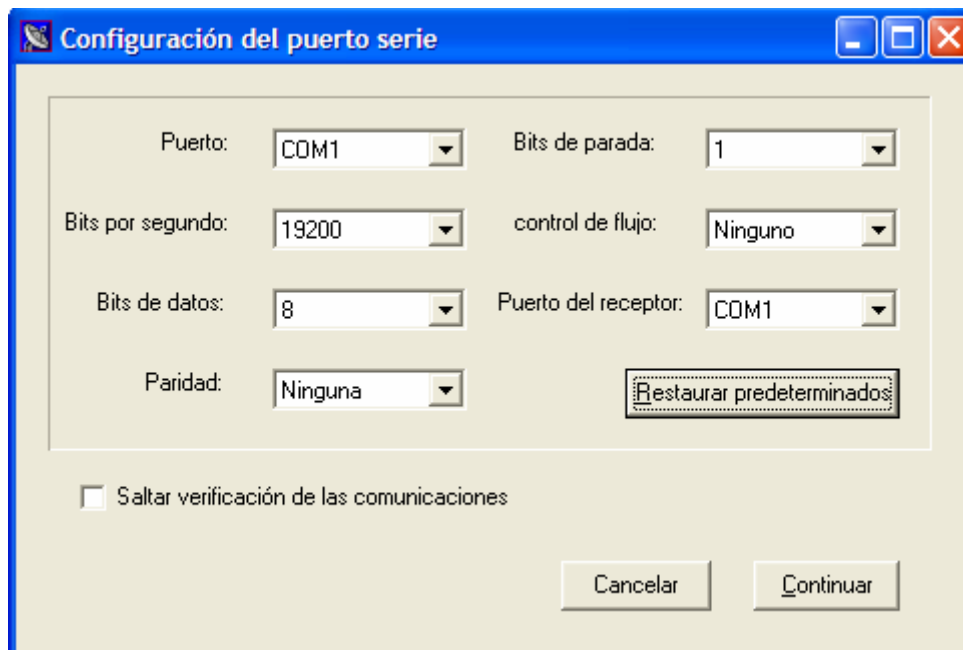 Configuración del puerto serie
Puerto: COM1 Bits de parada: 1
Bits por segundo: 19200 control de flujo: Ninguno
Bits de datos: 8 Puerto del receptor: COM1
Paridad: Ninguna Restaurar predeterminados
Saltar verificación de las comunicaciones
Cancelar Continuar